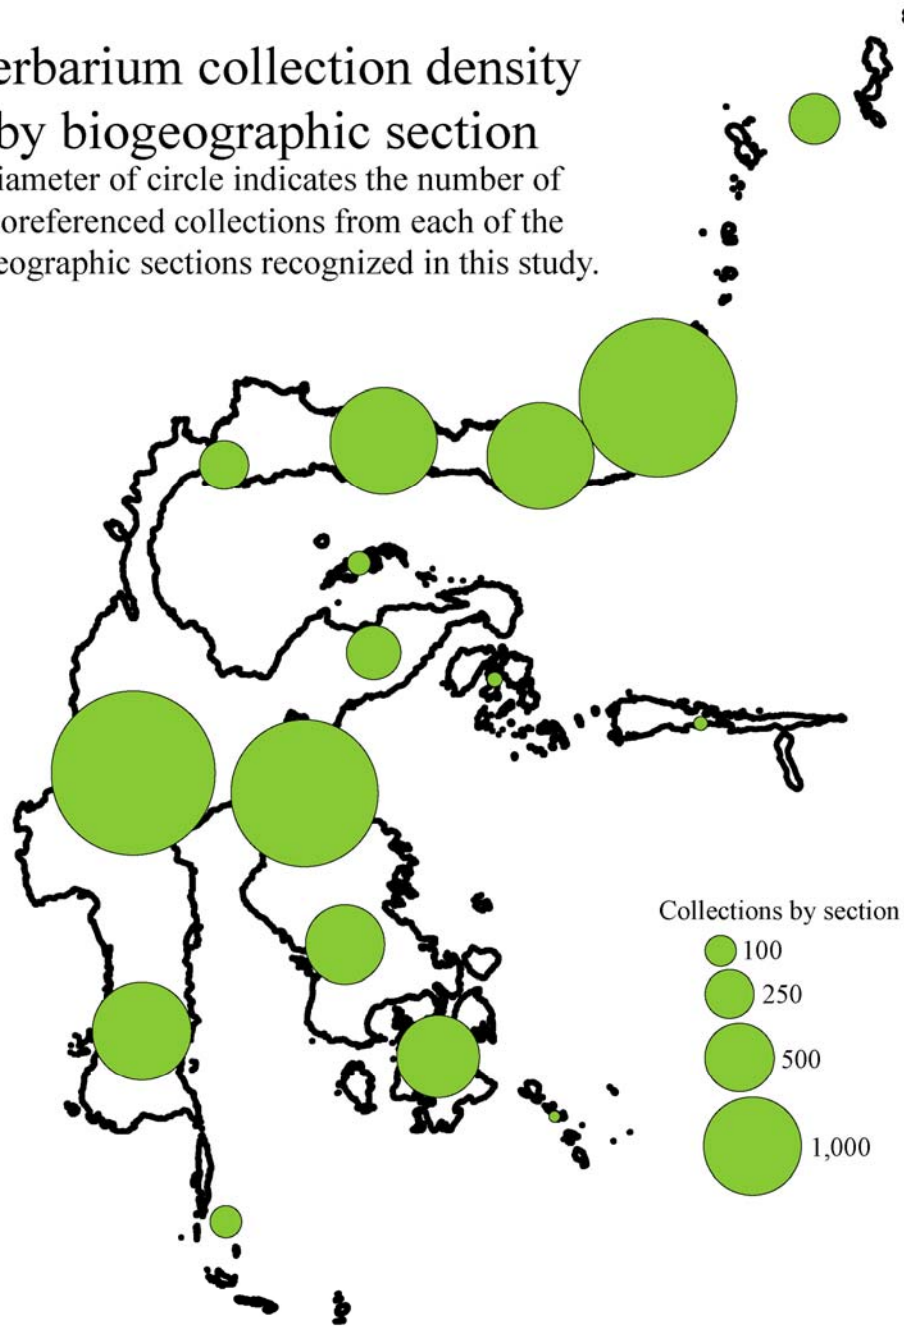 erbarium collection density
by biogeographic section
iameter of circle indicates the number of
oreferenced collections from each of the
eographic sections recognized in this study.
Collections by section
100
250
500
1,000